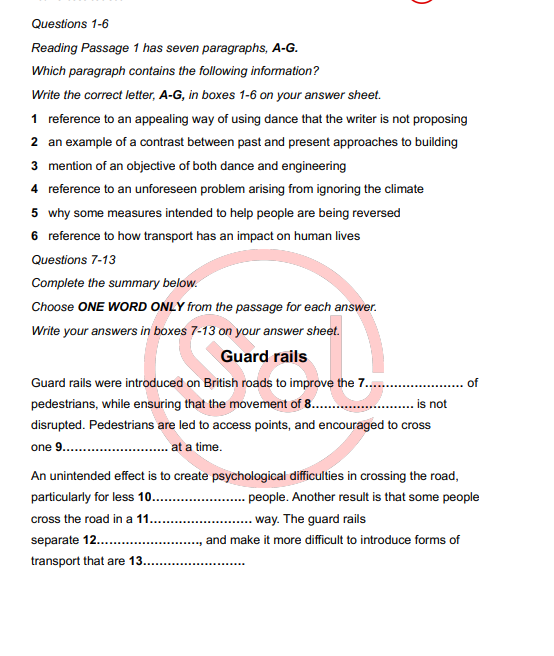 Questions 1-6
Reading Passage 1 has seven paragraphs, A-G.
Which paragraph contains the following information?
Write the correct letter, A-G, in boxes 1-6 on your answer sheet.
1 reference to an appealing way of using dance that the writer is not proposing
2 an example of a contrast between past and present approaches to building
3 mention of an objective of both dance and engineering
4 reference to an unforeseen problem arising from ignoring the climate
5 why some measures intended to help people are being reversed
6 reference to how transport has an impact on human lives
Questions 7-13
Complete the summary below.
Choose ONE WORD ONLY from the passage for each answer.
Write your answers in boxes 7-13 on your answer sheet.
Guard rails
Guard rails were introduced on British roads to improve the 7........................ of
pedestrians, while ensuring that the movement of 8......................... is not
disrupted. Pedestrians are led to access points, and encouraged to cross
one 9.......................... at a time.
An unintended effect is to create psychological difficulties in crossing the road,
particularly for less 10....................... people. Another result is that some people
cross the road in a 11......................... way. The guard rails
separate 12........................., and make it more difficult to introduce forms of
transport that are 13.........................
Sol